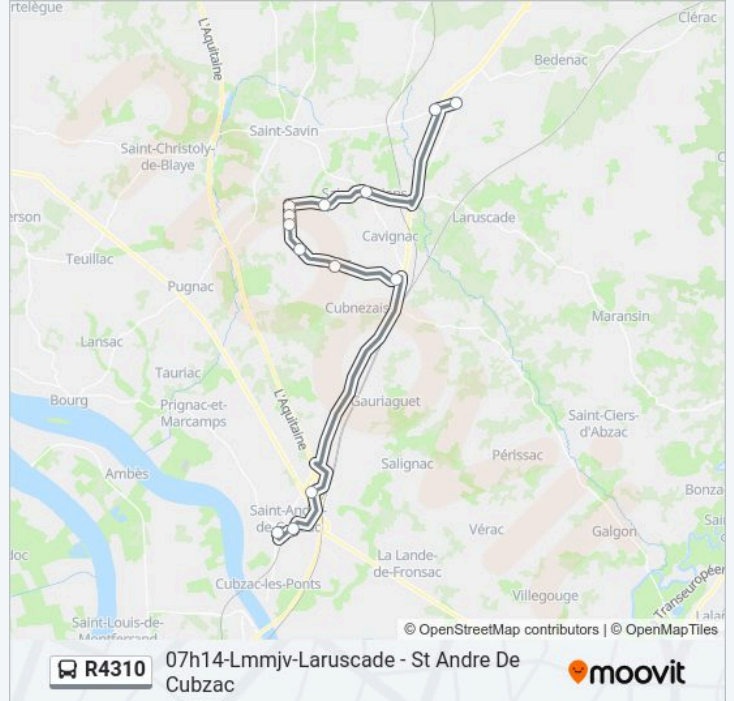 rtelègue
L'Aquitaine
Clérac
Bedenac
Saint-Savin
Saint-Christoly-
de-Blaye
erson
Laruscade
Teuillac
Cavignac
Pugnac
Cubnezais
Maransin
Lansac
Tauriac
L'Aquitaine
Bourg
Prignac-et-
Marcamps
Gauriaguet
Saint-Ciers-
d'Abzac
Ambès
Salignac
Périssac
Bonza
Vérac
Galgon
doc
La Lande-
de-Fronsac
Cubzac-les-Ponts
Villegouge
Transeuropéen
Saint-Louis-de-
Montferrand
Lalan
© OpenStreetMap contributors | © OpenMapTiles
R4310
07h14-Lmmjv-Laruscade - St Andre De
Cubzac
moovit